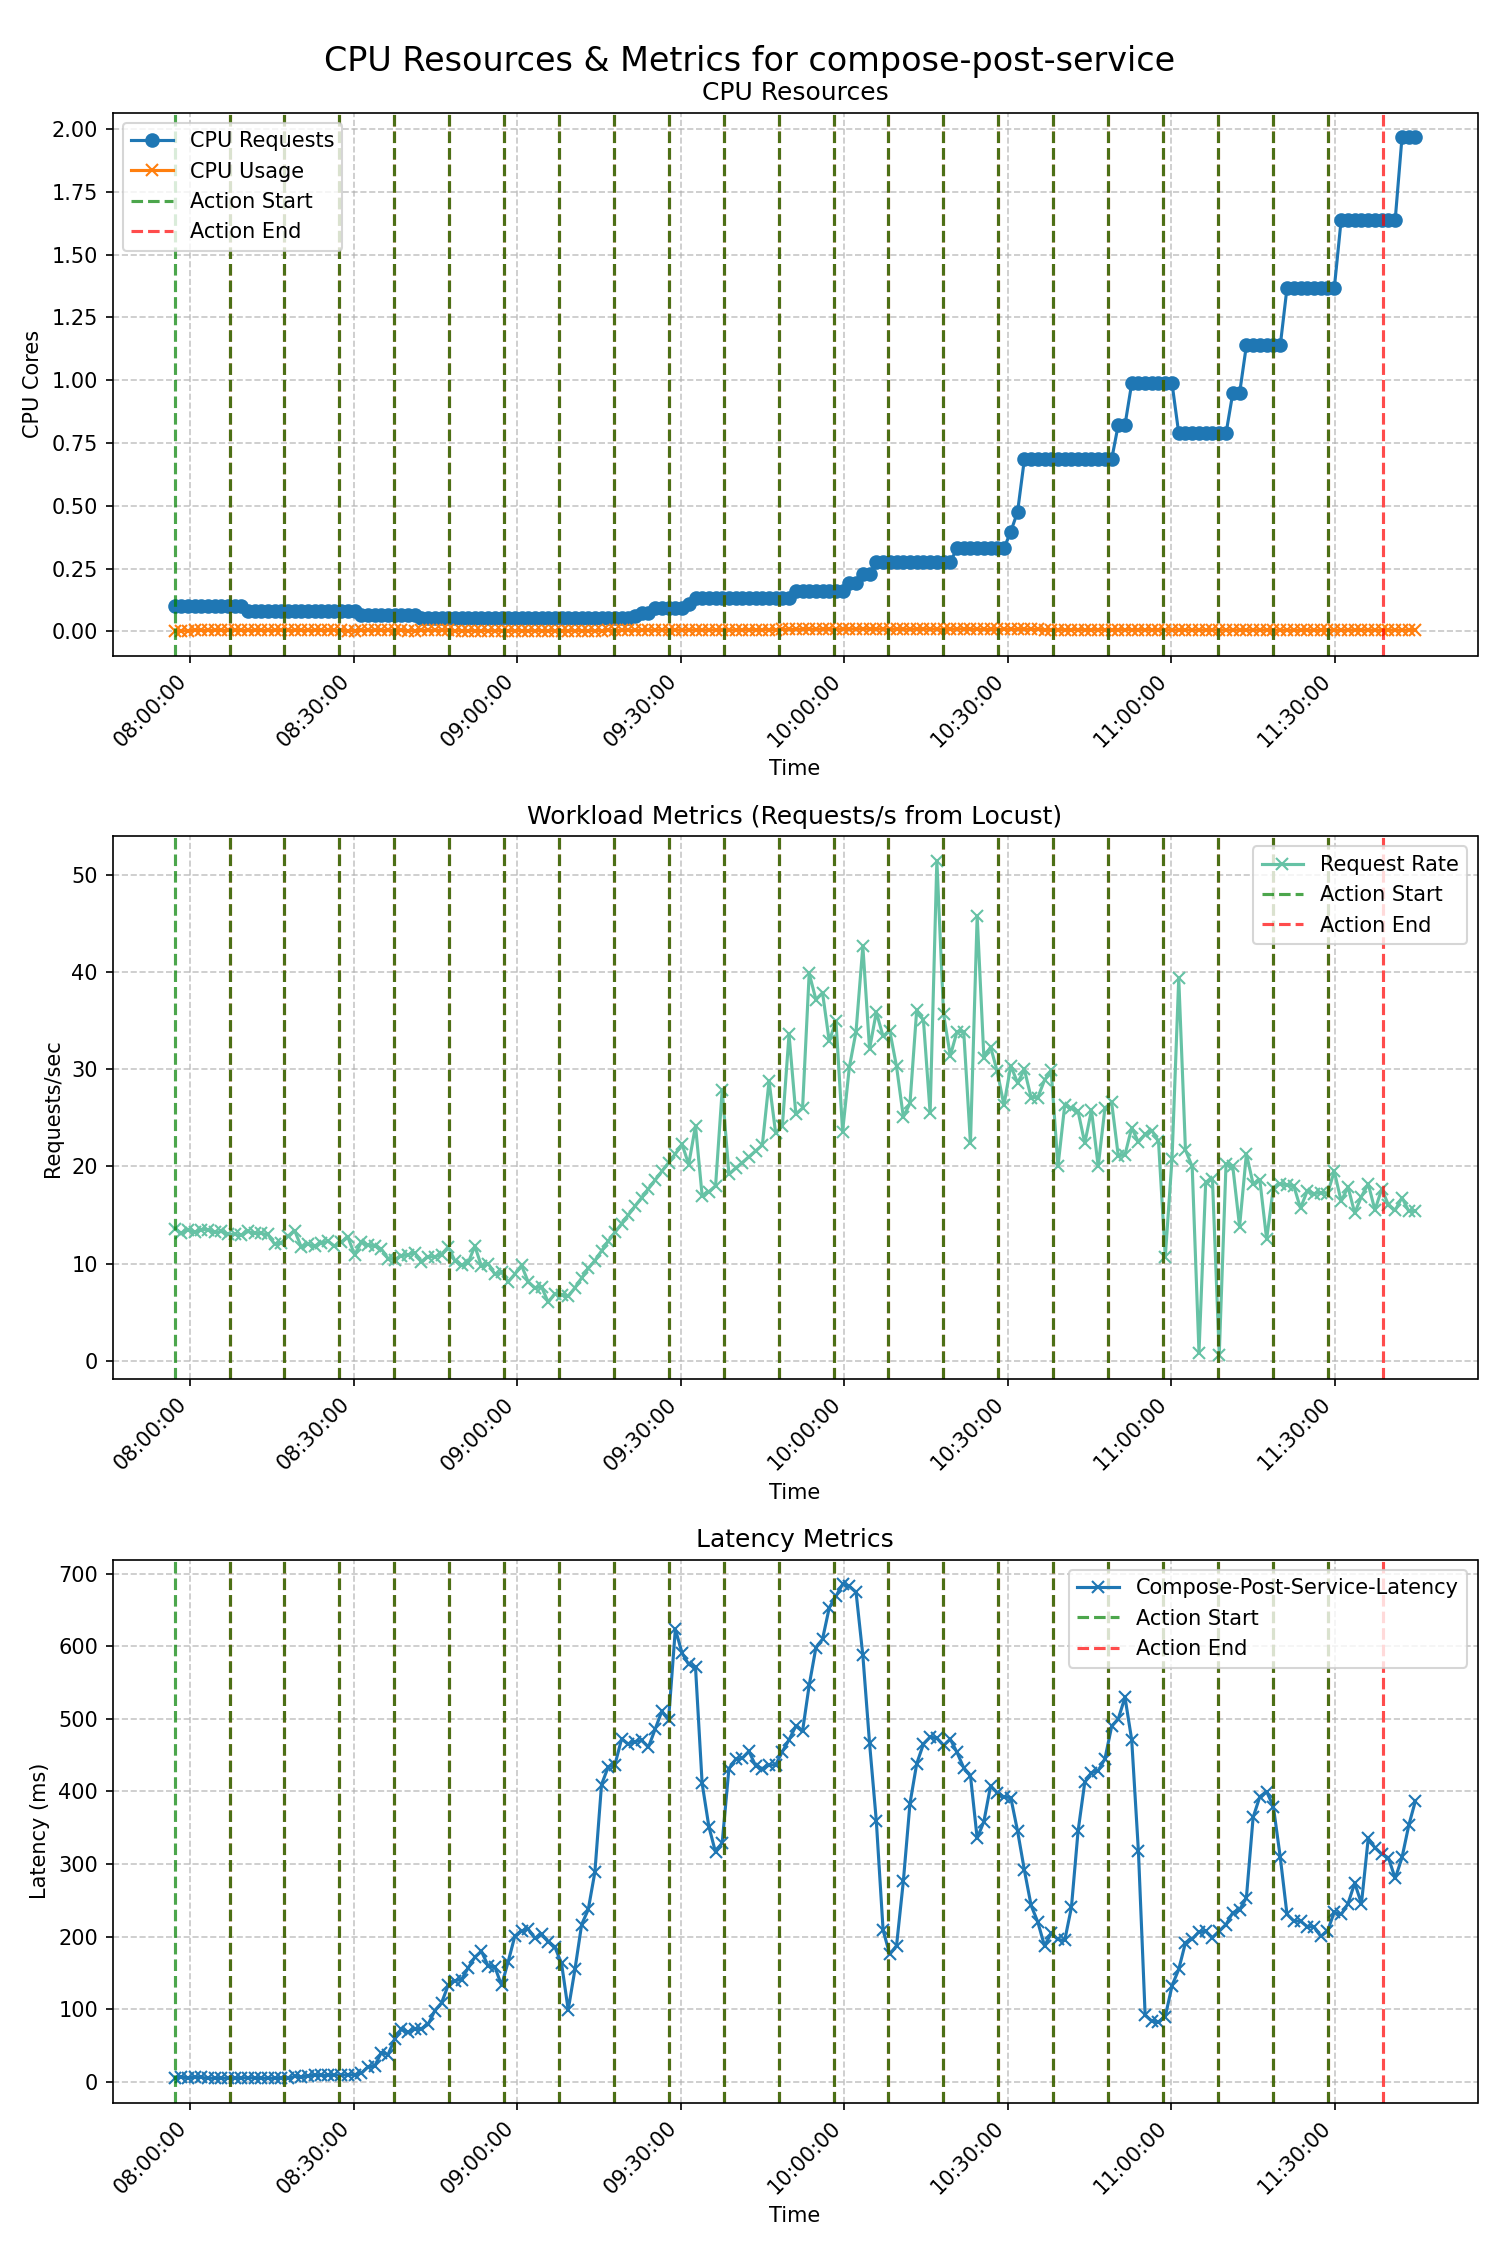 CPU Resources & Metrics for compose-post-service
CPU Resources
CPU Requests
CPU Usage
Action Start
Action End
CPU Cores
2.00
1.75
1.50
1.25
1.00
0.75
0.50
0.25
0.00
08:00:00
08:30:00
09:00:00
09:30:00
10:00:00
10:30:00
11:00:00
11:30:00
Time
Workload Metrics (Requests/s from Locust)
Request Rate
Action Start
Action End
Requests/sec
50
40
30
20
10
0
08:00:00
08:30:00
09:00:00
09:30:00
10:00:00
10:30:00
11:00:00
11:30:00
Time
Latency Metrics
Compose-Post-Service-Latency
Action Start
Action End
Latency (ms)
700
600
500
400
300
200
100
0
08:00:00
08:30:00
09:00:00
09:30:00
10:00:00
10:30:00
11:00:00
11:30:00
Time